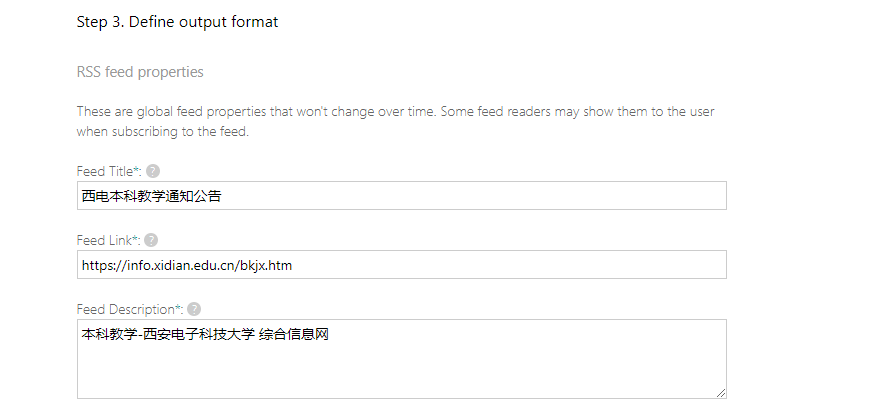 Step 3. Define output format
RSS feed properties
These are global feed properties that won't change over time. Some feed readers may show them to the user
when subscribing to the feed.
Feed Title*: ?
西电本科教学通知公告
Feed Link*: ?
https://info.xidian.edu.cn/bkjx.htm
Feed Description*: ?
本科教学-西安电子科技大学 综合信息网